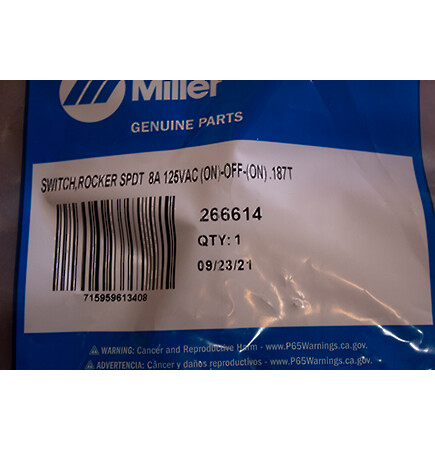 Miller
GENUINE PARTS
SWITCH,ROCKER SPDT 8A 125VAC (ON)-OFF-(ON) .187T
266614
QTY: 1
09/23/21
715959613408
WARNING: Cancer and Reproductive Harm - www.P65Warnings.ca.gov.
ADVERTENCIA: Cáncer y daños reproductivos - www.P65Warnings.ca.gov.